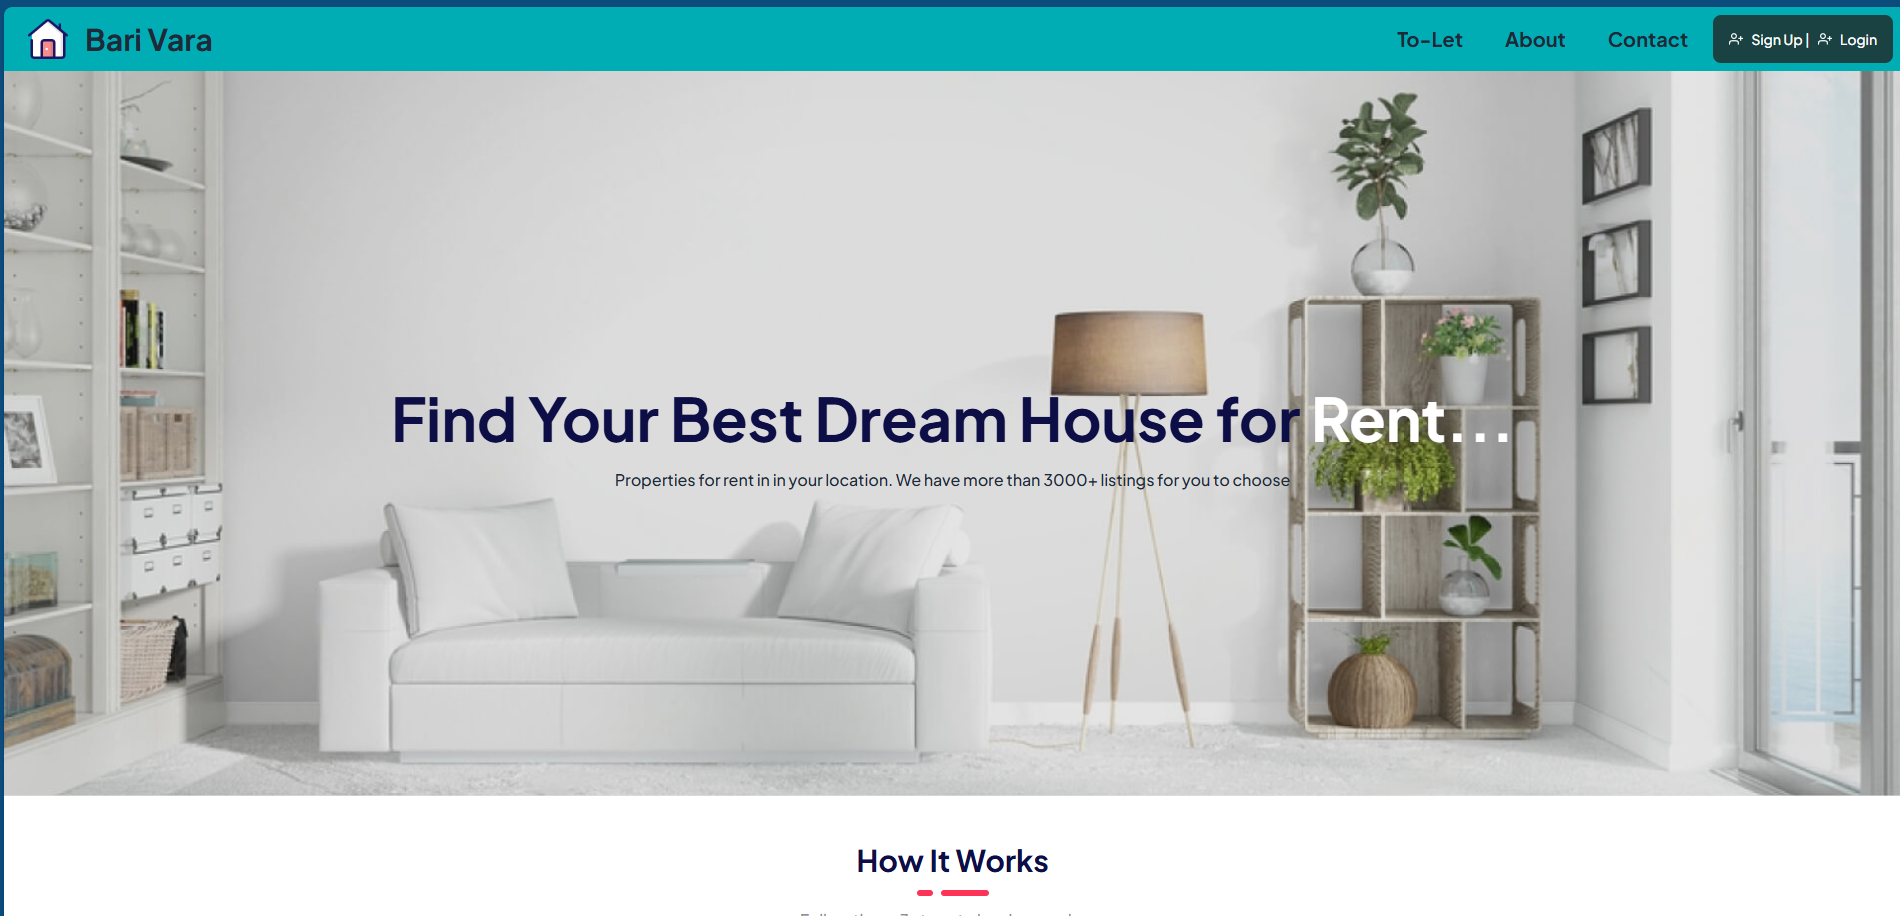 Bari Vara
To-Let
About
Contact
Sign Up |
Login
Find Your Best Dream House for Rent...
Properties for rent in in your location. We have more than 3000+ listings for you to choose
How It Works